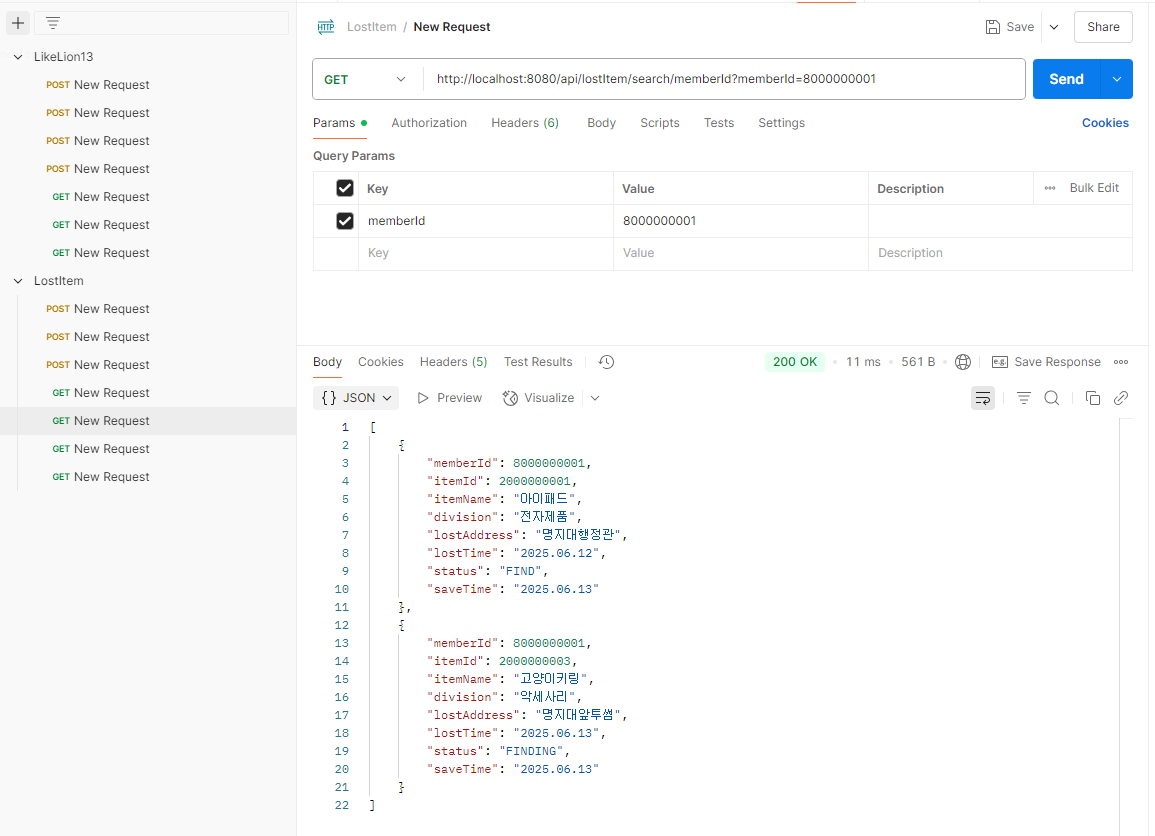 LikeLion13
POST New Request
POST New Request
POST New Request
POST New Request
GET New Request
GET New Request
GET New Request
LostItem
POST New Request
POST New Request
POST New Request
GET New Request
GET New Request
GET New Request
GET New Request
HTTP LostItem / New Request Save Share
GET http://localhost:8080/api/lostItem/search/memberId?memberId=8000000001 Send
Params Authorization Headers (6) Body Scripts Tests Settings Cookies
Query Params
Key Value Description Bulk Edit
memberId 8000000001
Key Value Description
Body Cookies Headers (5) Test Results 200 OK 11 ms 561 B e.g. Save Response
{} JSON Preview Visualize
1 [
2 {
3 "memberId": 8000000001,
4 "itemId": 2000000001,
5 "itemName": "아이패드",
6 "division": "전자제품",
7 "lostAddress": "명지대행정관",
8 "lostTime": "2025.06.12",
9 "status": "FIND",
10 "saveTime": "2025.06.13"
11 },
12 {
13 "memberId": 8000000001,
14 "itemId": 2000000003,
15 "itemName": "고양이키링",
16 "division": "악세사리",
17 "lostAddress": "명지대앞투썸",
18 "lostTime": "2025.06.13",
19 "status": "FINDING",
20 "saveTime": "2025.06.13"
21 }
22 ]